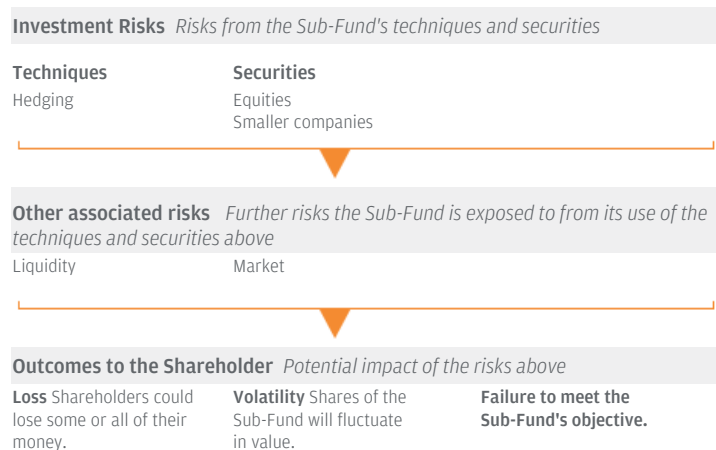 Investment Risks Risks from the Sub-Fund's techniques and securities
Techniques
Hedging
Securities
Equities
Smaller companies
Other associated risks Further risks the Sub-Fund is exposed to from its use of the
techniques and securities above
Liquidity
Market
Outcomes to the Shareholder Potential impact of the risks above
Loss Shareholders could
lose some or all of their
money.
Volatility Shares of the
Sub-Fund will fluctuate
in value.
Failure to meet the
Sub-Fund's objective.